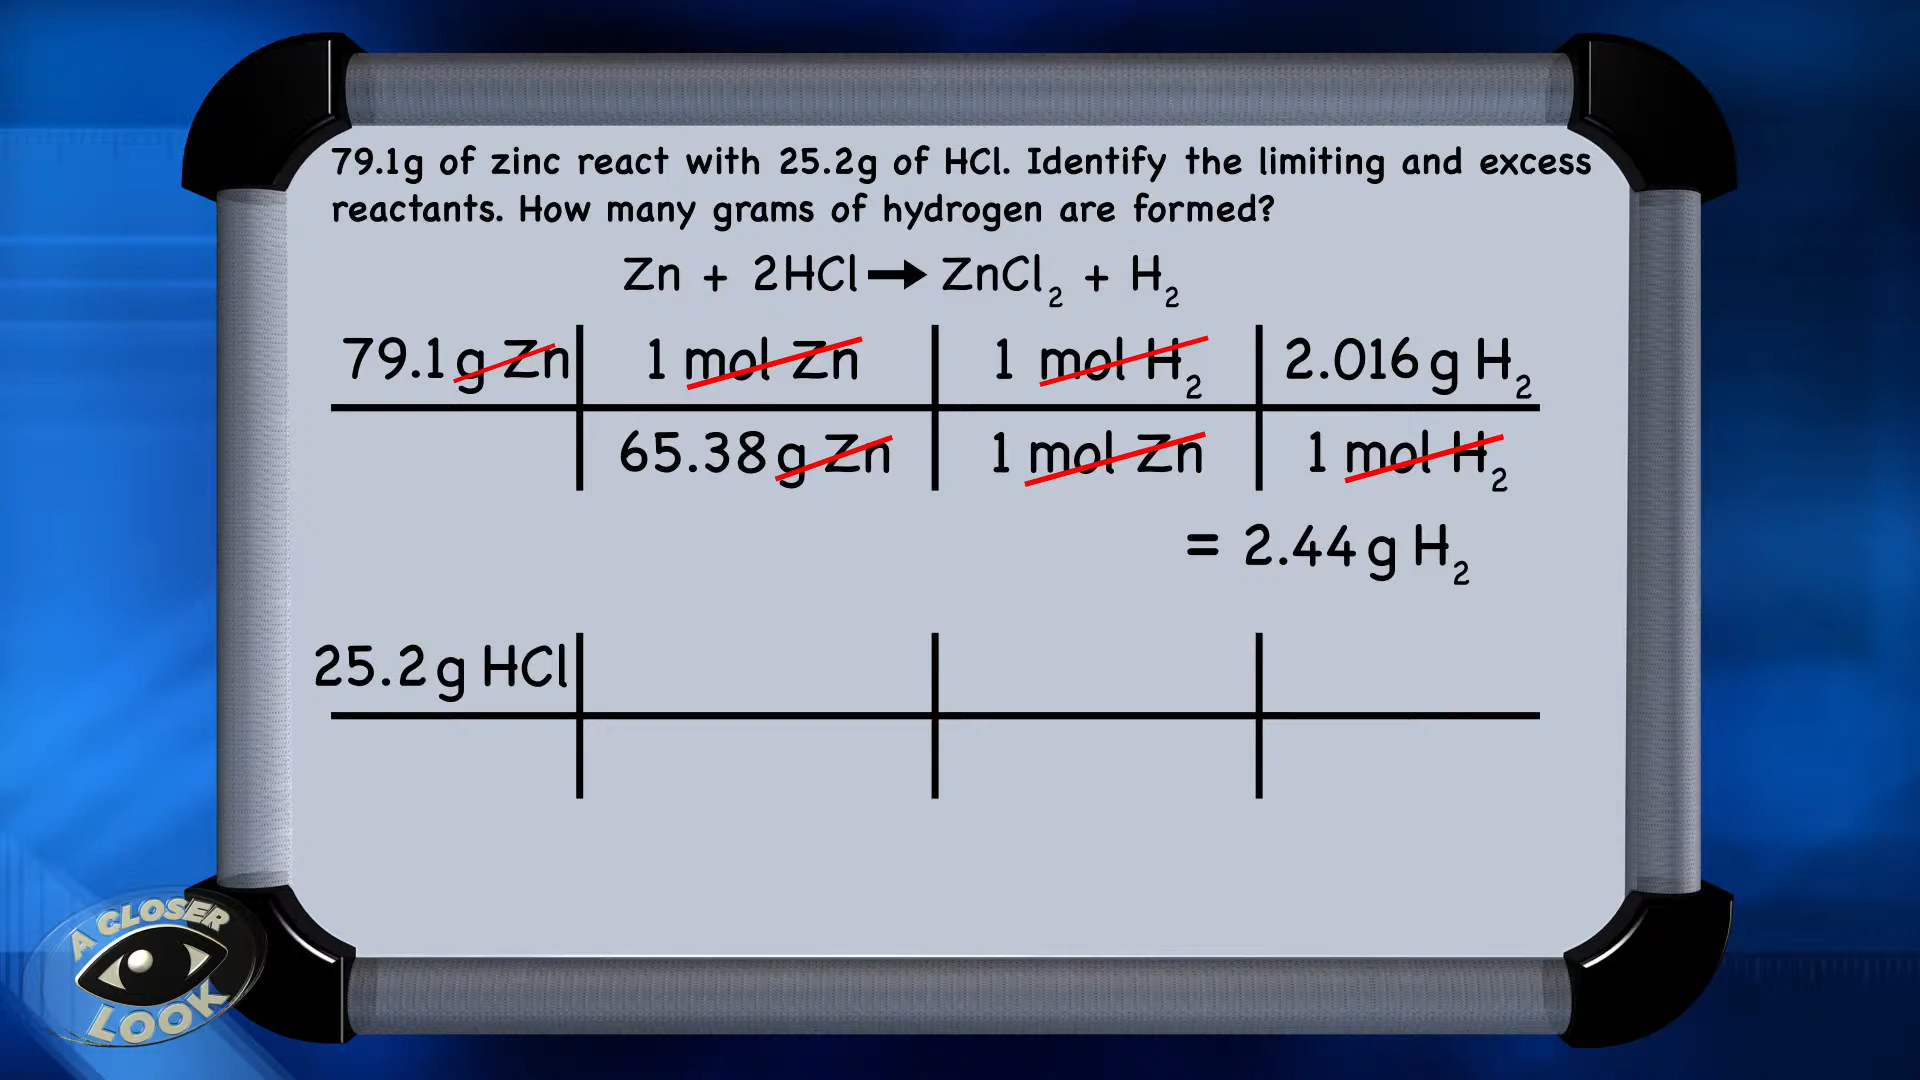 79.1g of zinc react with 25.2g of HCl. Identify the limiting and excess
reactants. How many grams of hydrogen are formed?
Zn + 2HCl → ZnCl₂ + H₂
79.1 g Zn 1 mol Zn 1 mol H₂ 2.016 g H₂
65.38 g Zn 1 mol Zn 1 mol H₂
= 2.44 g H₂
25.2 g HCl
A CLOSER
LOOK